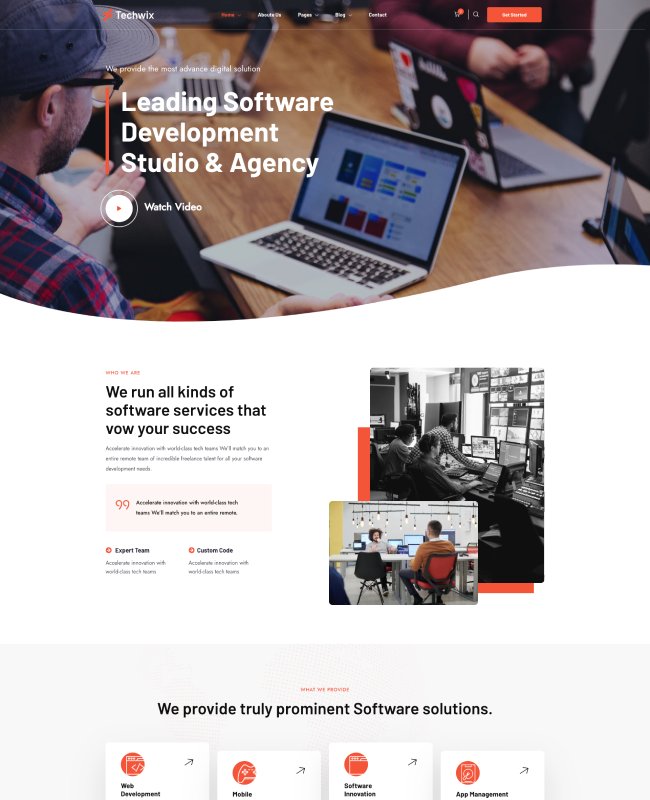 Techwix
Home
Aboute Us
Pages
Blog
Contact
Get Started
We provide the most advance digital solution
Leading Software
Development
Studio & Agency
Watch Video
WHO WE ARE
We run all kinds of
software services that
vow your success
Accelerate innovation with world-class tech teams We'll match you to an
entire remote team of incredible freelance talent for all your software
development needs.
Accelerate innovation with world-class tech
teams We'll match you to an entire remote.
Expert Team
Custom Code
Accelerate innovation with
world-class tech teams
Accelerate innovation with
world-class tech teams
WHAT WE PROVIDE
We provide truly prominent Software solutions.
Web
Development
Mobile
Software
Innovation
App Management